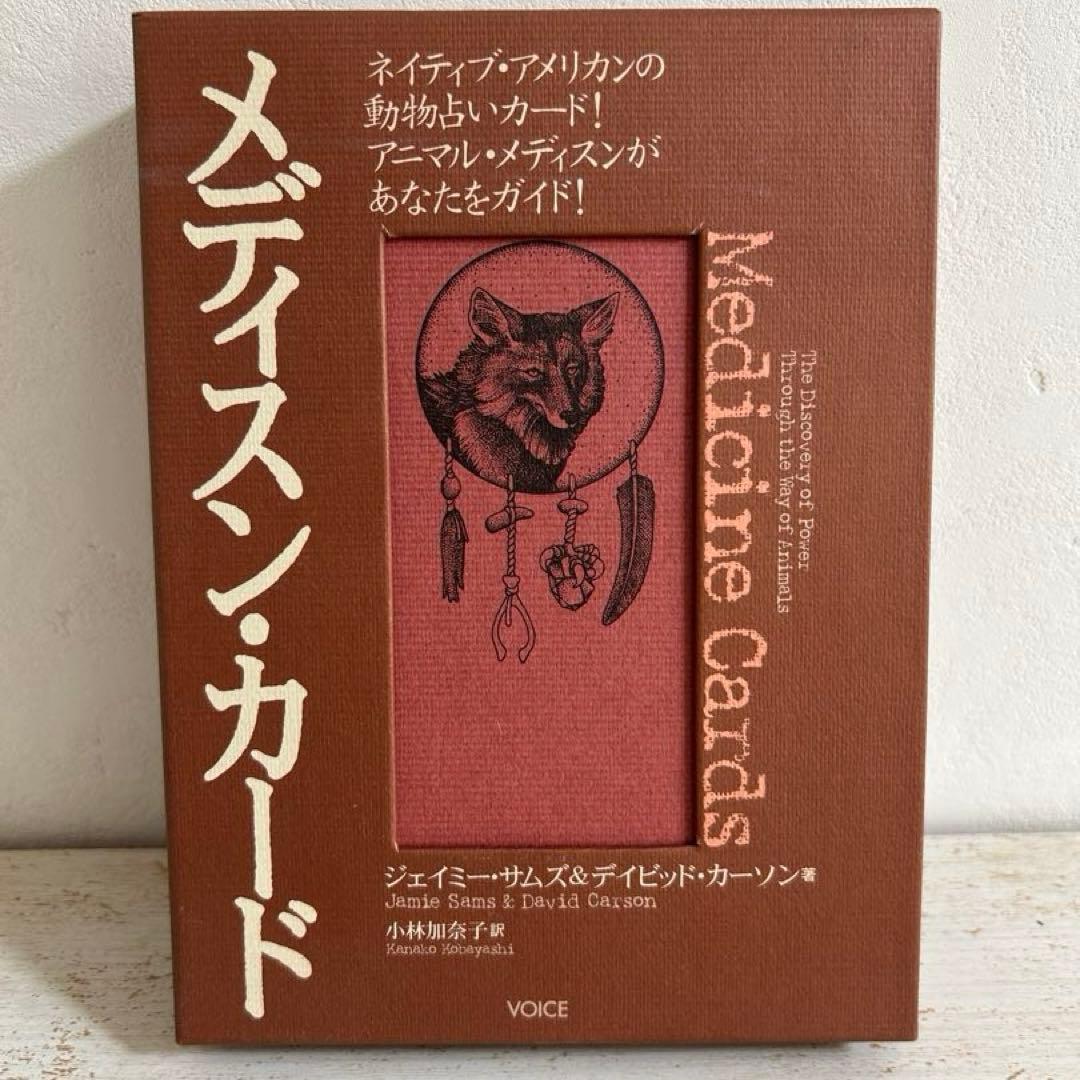 メディスン・カード
ネイティブ・アメリカンの
動物占いカード!
アニマル・メディスンが
あなたをガイド!
Medicine Cards
The Discovery of Power
Through the Way of Animals
ジェイミー・サムズ&デイビッド・カーソン著
Jamie Sams & David Carson
小林加奈子訳
Kanako Kobayashi
VOICE